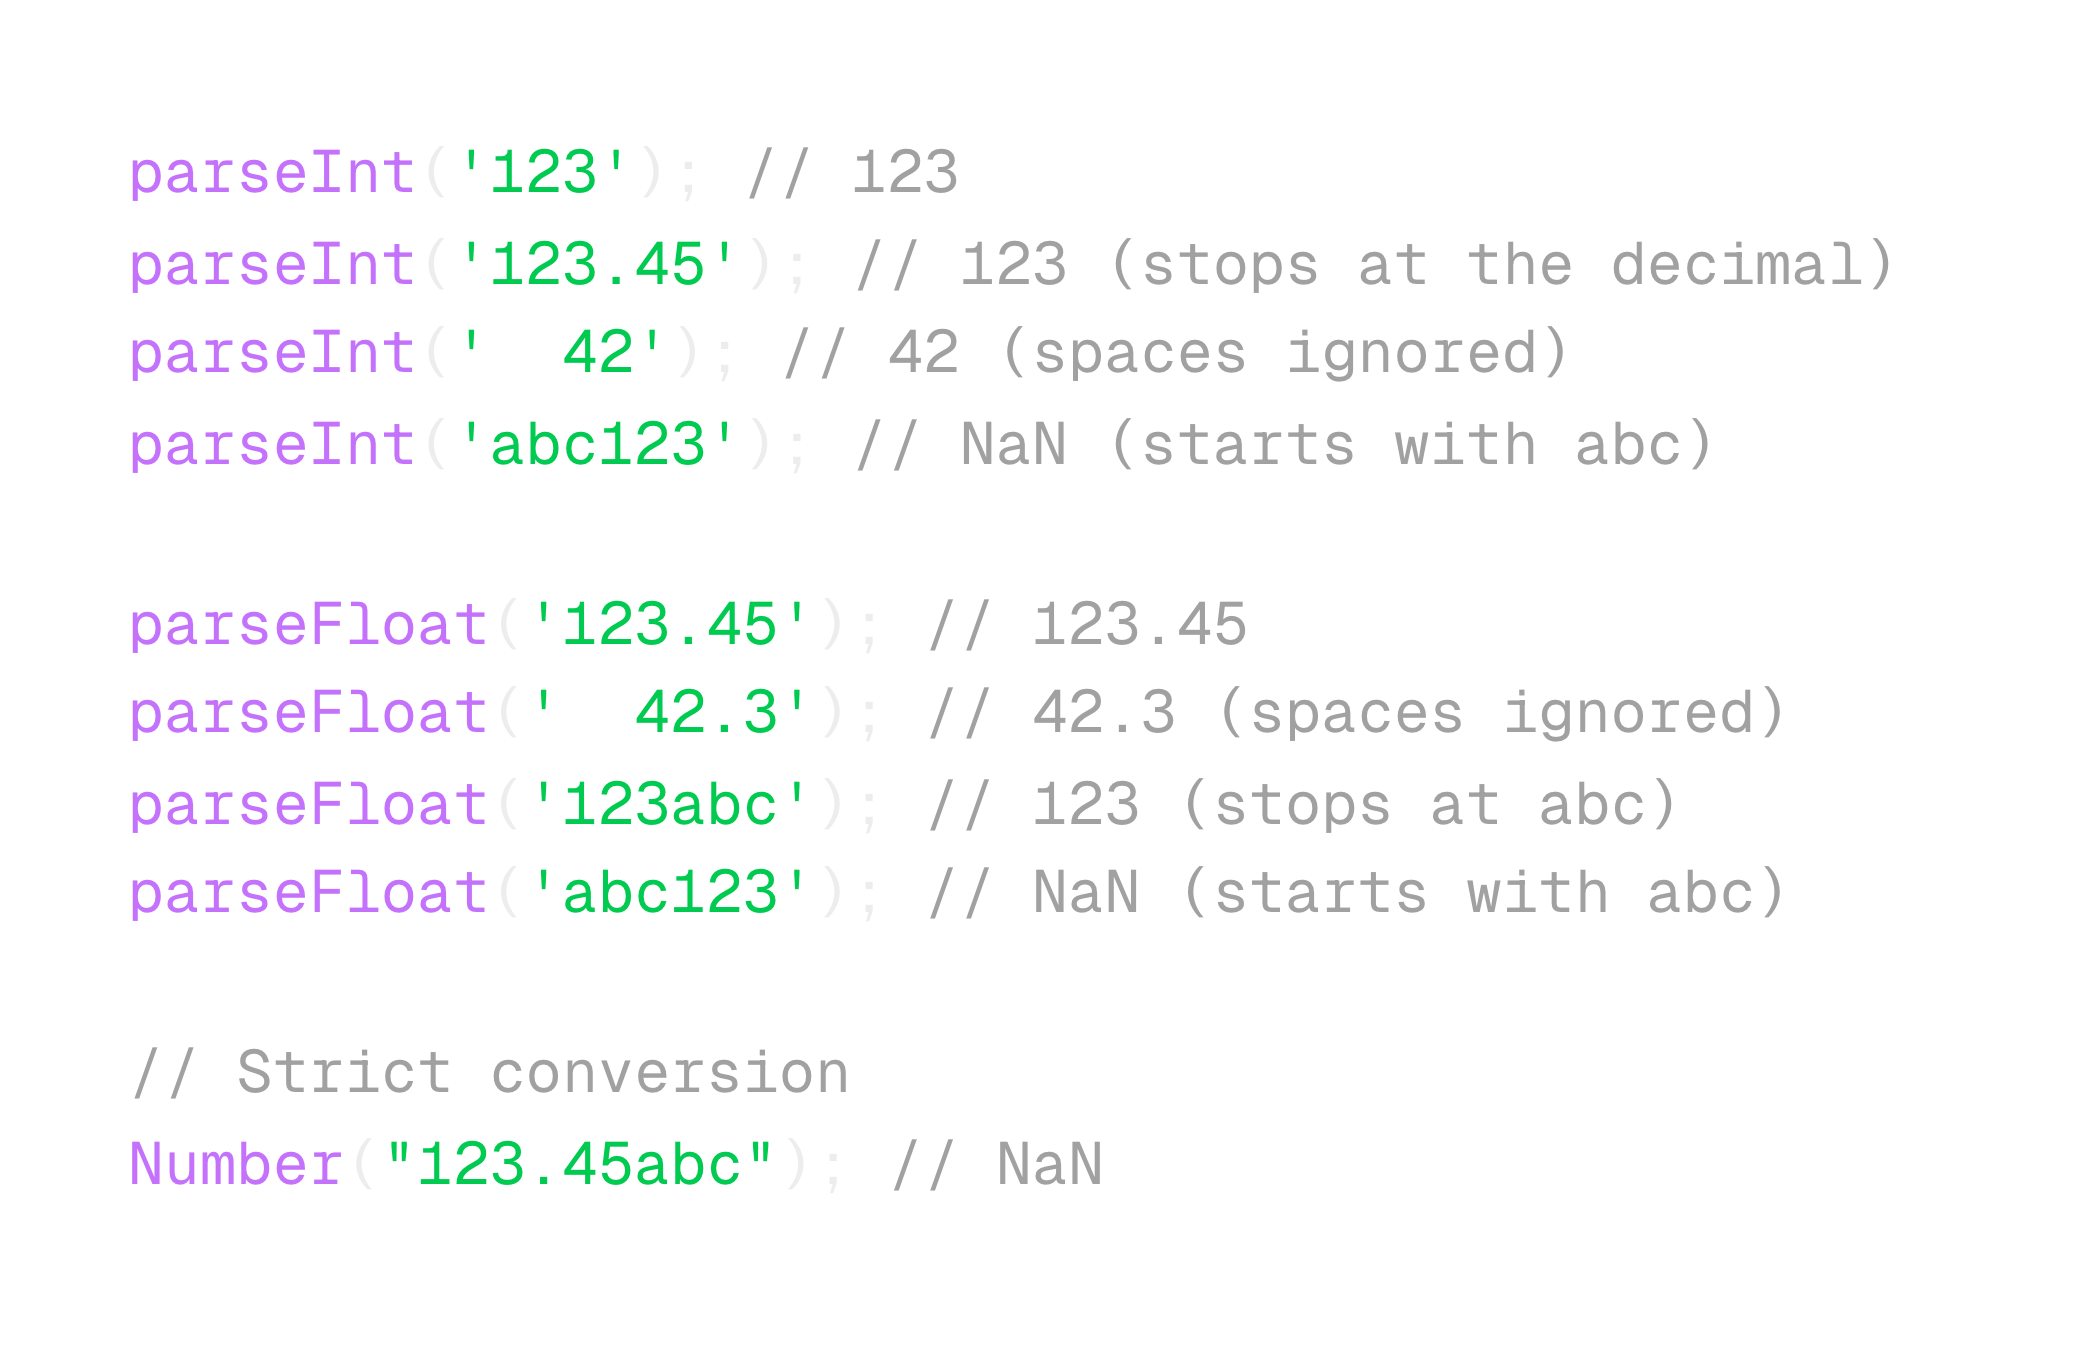 parseInt('123'); // 123
parseInt('123.45'); // 123 (stops at the decimal)
parseInt('  42'); // 42 (spaces ignored)
parseInt('abc123'); // NaN (starts with abc)
parseFloat('123.45'); // 123.45
parseFloat('  42.3'); // 42.3 (spaces ignored)
parseFloat('123abc'); // 123 (stops at abc)
parseFloat('abc123'); // NaN (starts with abc)
// Strict conversion
Number("123.45abc"); // NaN